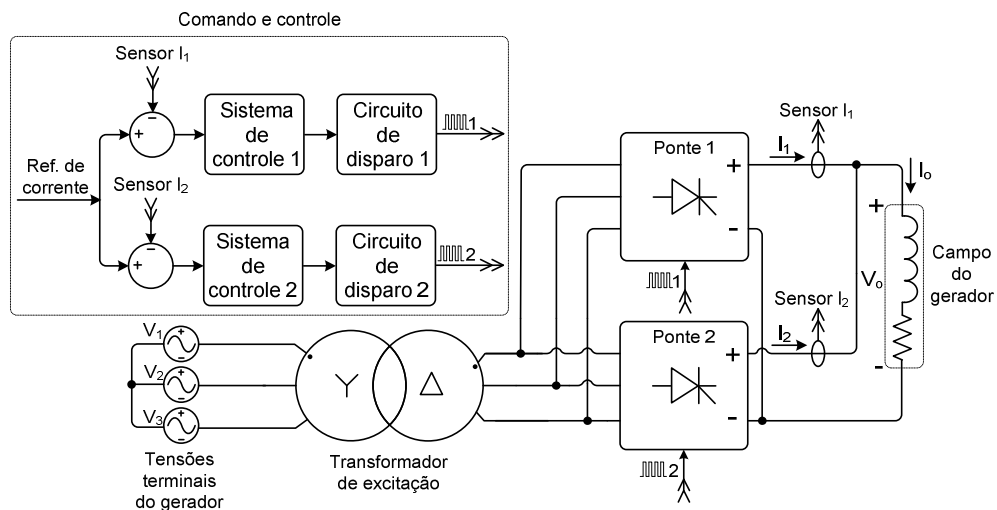 Comando e controle
Sensor I1
Sistema
de
controle 1
Circuito
de
disparo 1
1
Ref. de
corrente
+
-
Sensor I2
Sistema
de
controle 2
Circuito
de
disparo 2
2
+
-
V1
V2
V3
+
-
+
-
+
-
Tensões
terminais
do gerador
Y
Δ
Transformador
de excitação
Ponte 1
+
-
1
Ponte 2
+
-
2
I1
Sensor I1
I2
Sensor I2
Io
+
Vo
-
Campo
do
gerador